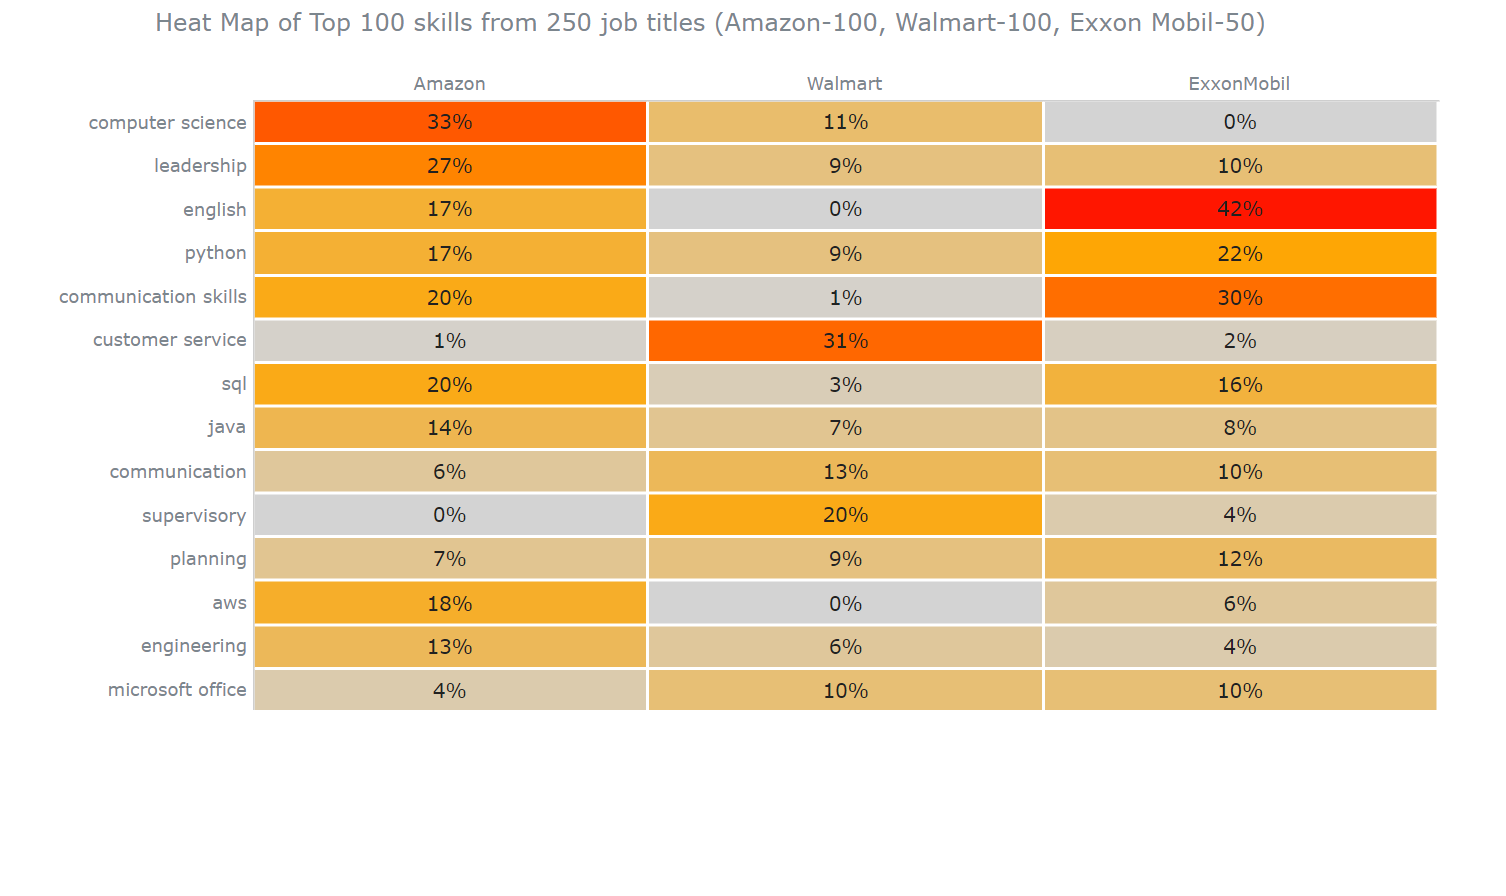 Heat Map of Top 100 skills from 250 job titles (Amazon-100, Walmart-100, Exxon Mobil-50)
Amazon Walmart ExxonMobil
computer science 33% 11% 0%
leadership 27% 9% 10%
english 17% 0% 42%
python 17% 9% 22%
communication skills 20% 1% 30%
customer service 1% 31% 2%
sql 20% 3% 16%
java 14% 7% 8%
communication 6% 13% 10%
supervisory 0% 20% 4%
planning 7% 9% 12%
aws 18% 0% 6%
engineering 13% 6% 4%
microsoft office 4% 10% 10%